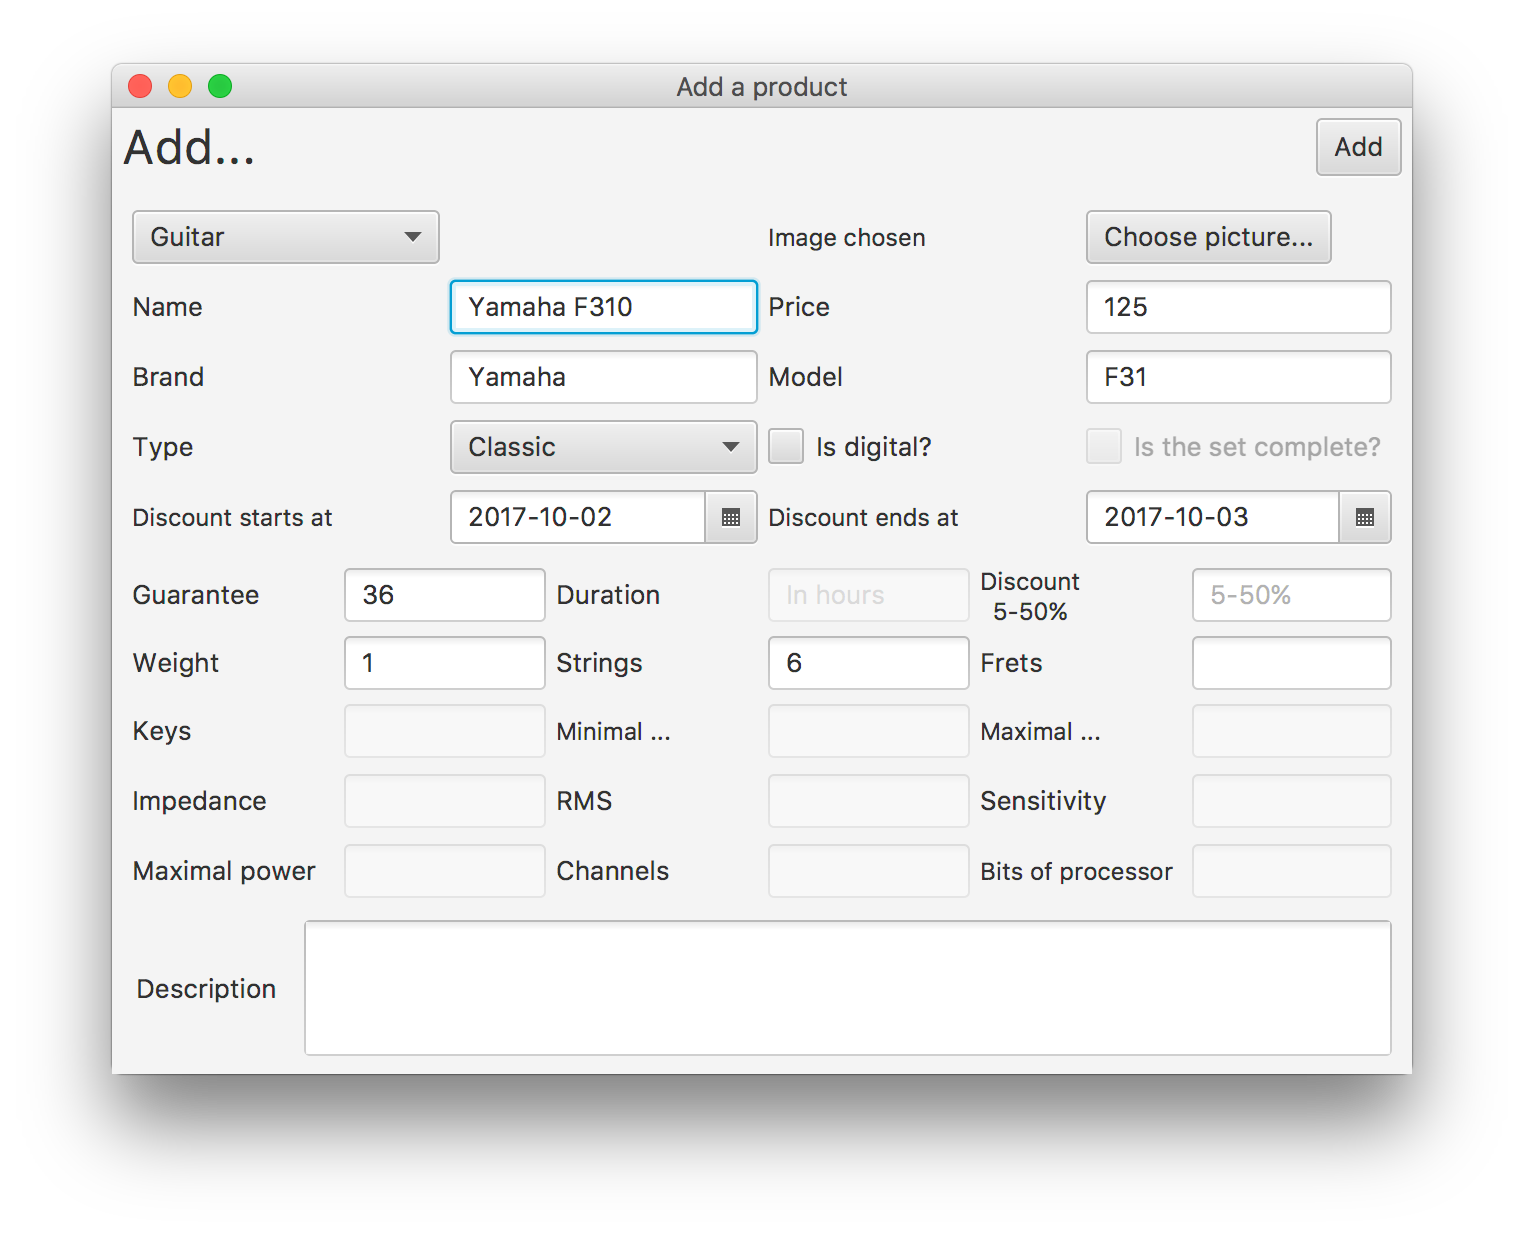 Add a product
Add...
Add
Guitar
Image chosen
Choose picture...
Name
Yamaha F310
Price
125
Brand
Yamaha
Model
F31
Type
Classic
Is digital?
Is the set complete?
Discount starts at
2017-10-02
Discount ends at
2017-10-03
Guarantee
36
Duration
In hours
Discount
5-50%
5-50%
Weight
1
Strings
6
Frets
Keys
Minimal ...
Maximal ...
Impedance
RMS
Sensitivity
Maximal power
Channels
Bits of processor
Description